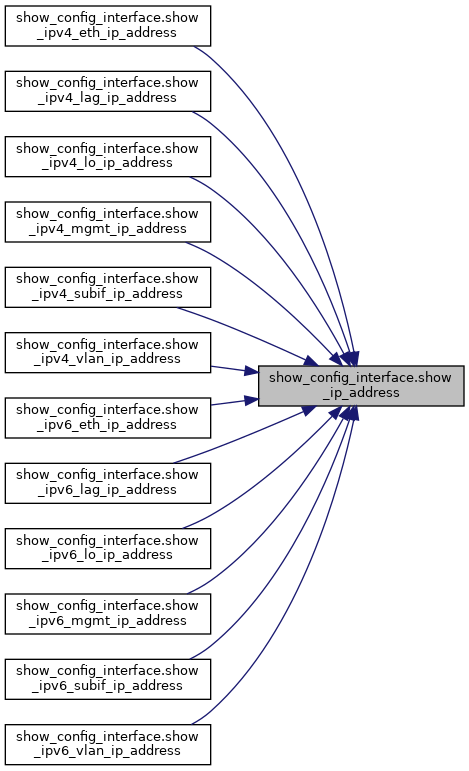 show_config_interface.show
_ipv4_eth_ip_address
show_config_interface.show
_ipv4_lag_ip_address
show_config_interface.show
_ipv4_lo_ip_address
show_config_interface.show
_ipv4_mgmt_ip_address
show_config_interface.show
_ipv4_subif_ip_address
show_config_interface.show
_ipv4_vlan_ip_address
show_config_interface.show
_ip_address
show_config_interface.show
_ipv6_eth_ip_address
show_config_interface.show
_ipv6_lag_ip_address
show_config_interface.show
_ipv6_lo_ip_address
show_config_interface.show
_ipv6_mgmt_ip_address
show_config_interface.show
_ipv6_subif_ip_address
show_config_interface.show
_ipv6_vlan_ip_address